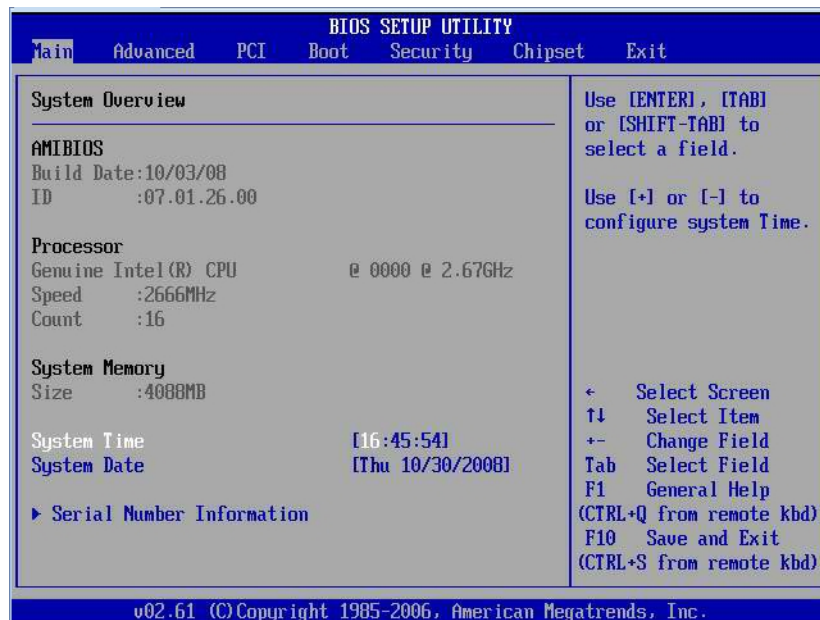 BIOS SETUP UTILITY
Main Advanced PCI Boot Security Chipset Exit
System Overview
AMIBIOS
Build Date:10/03/08
ID :07.01.26.00
Processor
Genuine Intel(R) CPU @ 0000 @ 2.67GHz
Speed :2666MHz
Count :16
System Memory
Size :4088MB
System Time [16:45:54]
System Date [Thu 10/30/2008]
▶ Serial Number Information
Use [ENTER], [TAB]
or [SHIFT-TAB] to
select a field.
Use [+] or [-] to
configure system Time.
← Select Screen
↑↓ Select Item
+- Change Field
Tab Select Field
F1 General Help
(CTRL+Q from remote kbd)
F10 Save and Exit
(CTRL+S from remote kbd)
v02.61 (C)Copyright 1985-2006, American Megatrends, Inc.